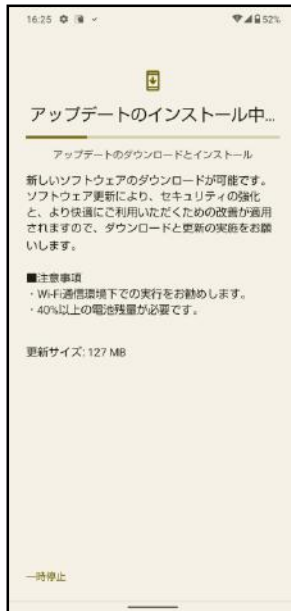 16:25
52%
アップデートのインストール中...
アップデートのダウンロードとインストール
新しいソフトウェアのダウンロードが可能です。
ソフトウェア更新により、セキュリティの強化
と、より快適にご利用いただくための改善が適用
されますので、ダウンロードと更新の実施をお願
いします。
■注意事項
・Wi-Fi通信環境下での実行をお勧めします。
・40%以上の電池残量が必要です。
更新サイズ: 127 MB
一時停止